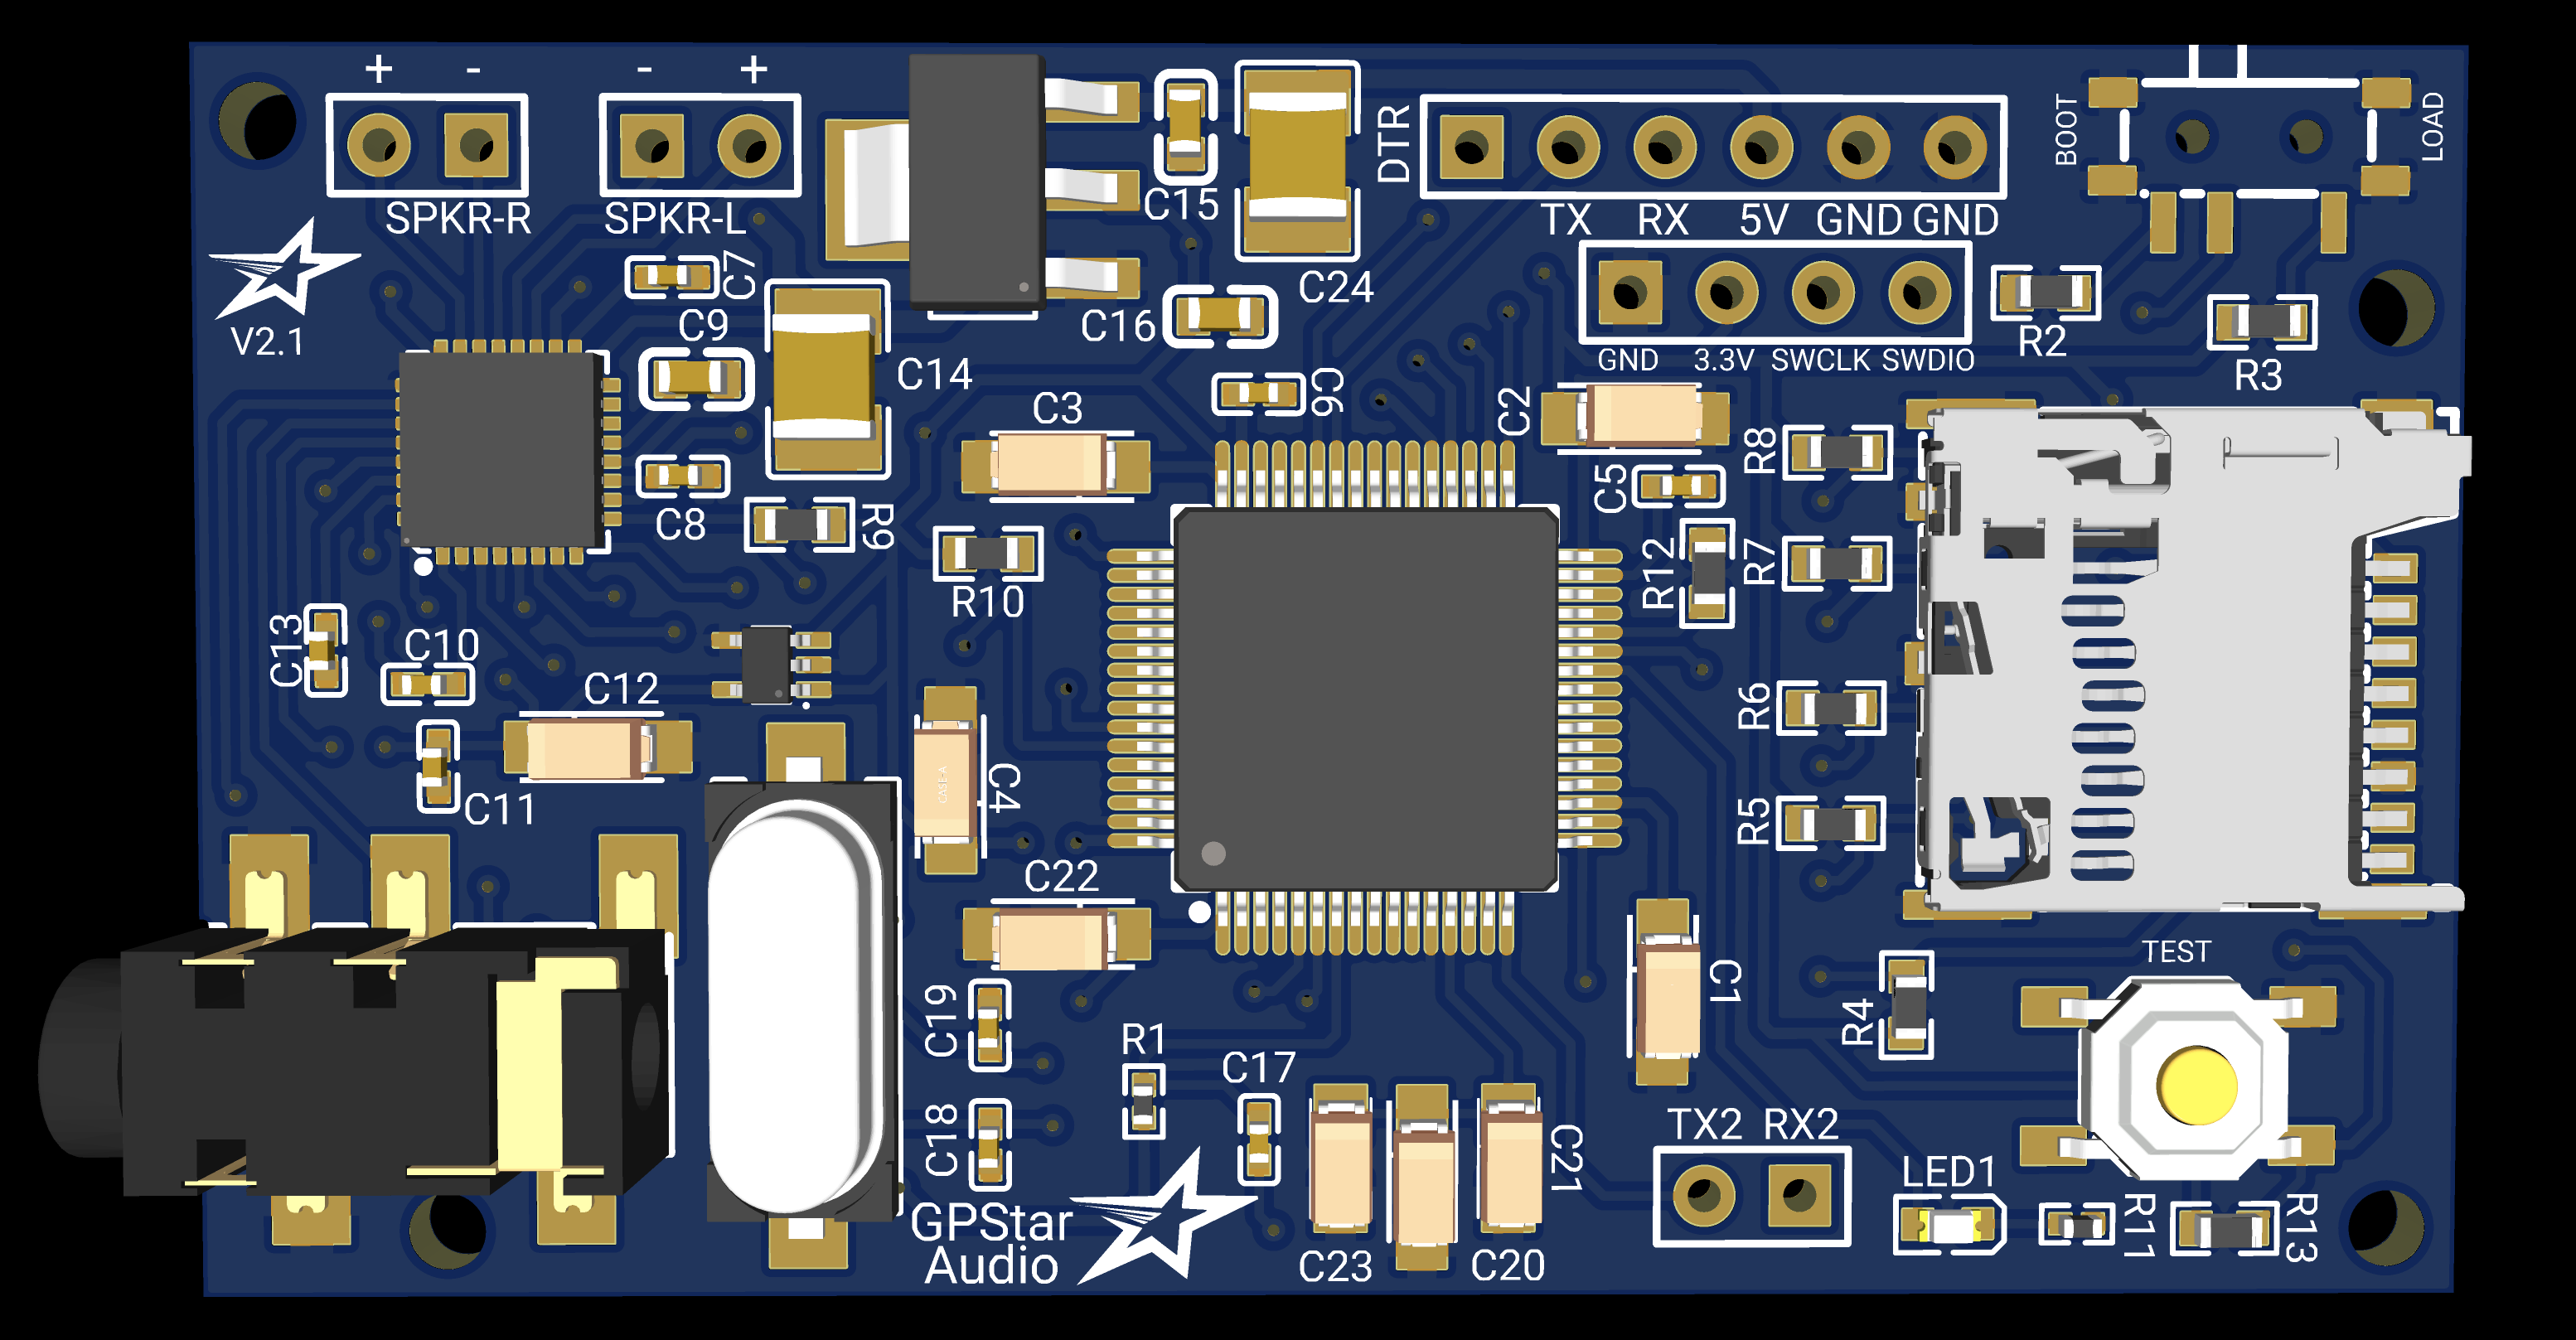 + - - +
SPKR-R SPKR-L
V2.1
C7
C9
C14
C8
R9
C15
C24
C16
DTR
TX RX 5V GND GND
GND 3.3V SWCLK SWDIO
BOOT
LOAD
R2
R3
C3
C6
C2
C5
R8
R7
R12
R10
C13
C10
C12
C11
C4
C22
R6
R5
C1
TEST
R4
C19
R1
C17
C18
C21
TX2 RX2
LED1
R11
R13
GPStar
Audio
C23
C20
CASE-A